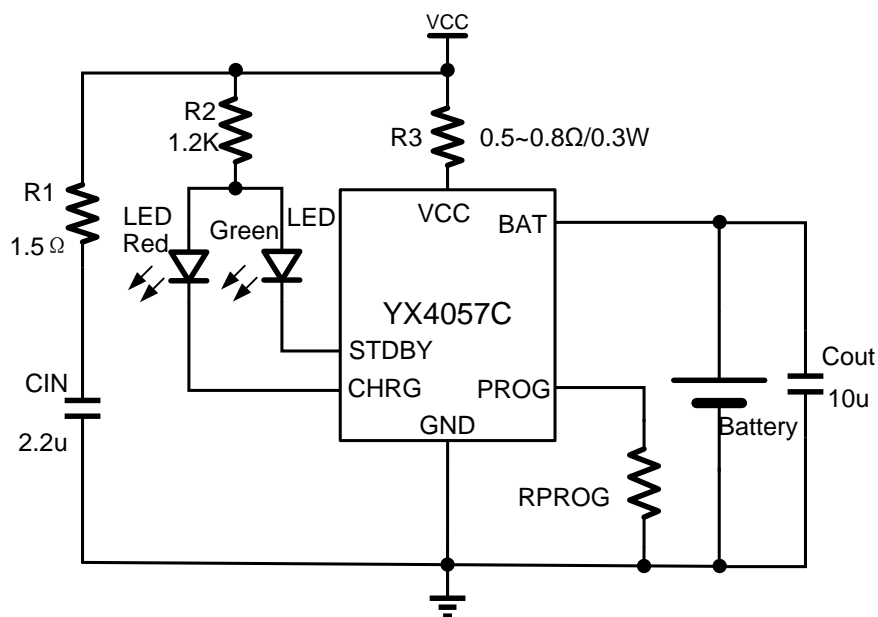 VCC
R2
1.2K
R3
0.5~0.8Ω/0.3W
R1
1.5Ω
LED
Red
Green
LED
VCC
BAT
YX4057C
STDBY
CHRG
PROG
GND
CIN
2.2u
Cout
10u
Battery
RPROG